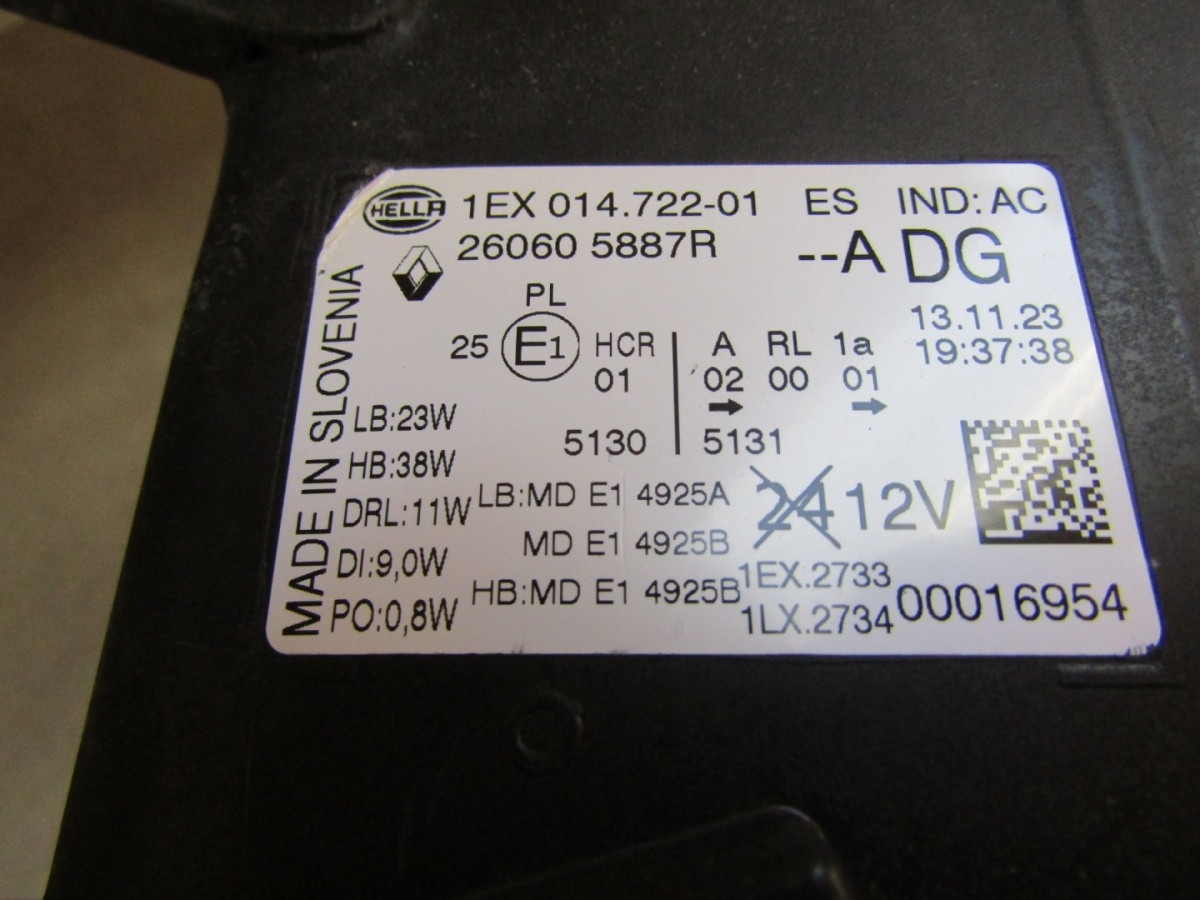 HELLA 1EX 014.722-01 ES IND: AC
26060 5887R --A DG
PL
13.11.23
25 E1 HCR A RL 1a 19:37:38
01 02 00 01
5130 5131
MADE IN SLOVENIA
LB:23W
HB:38W
DRL:11W LB:MD E1 4925A 24 12V
DI:9,0W MD E1 4925B 1EX.2733
PO:0,8W HB:MD E1 4925B 1LX.2734 00016954